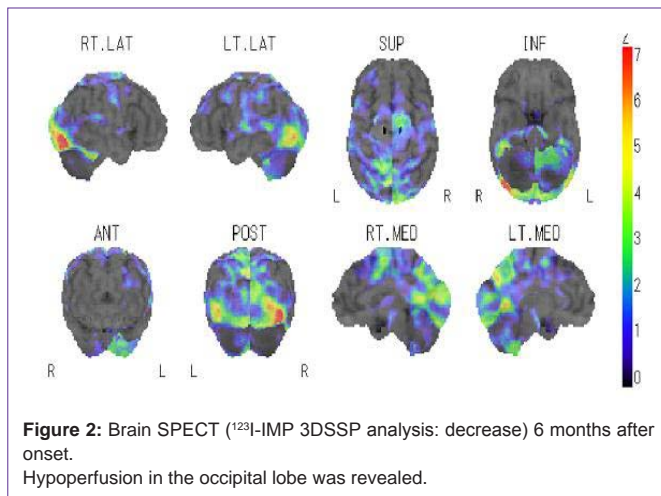 RT.LAT LT.LAT SUP INF
Z
7
6
5
4
3
2
1
0
L R R L
ANT POST RT.MED LT.MED
R L L R
Figure 2: Brain SPECT (¹²³I-IMP 3DSSP analysis: decrease) 6 months after
onset.
Hypoperfusion in the occipital lobe was revealed.